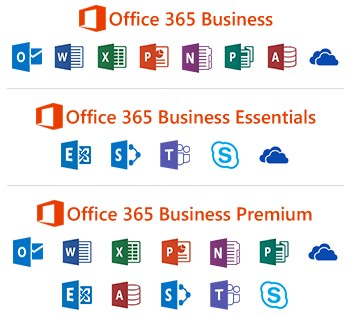 Office 365 Business
O W X P N P A
Office 365 Business Essentials
E S T S
Office 365 Business Premium
O W X P N P
E A S T S